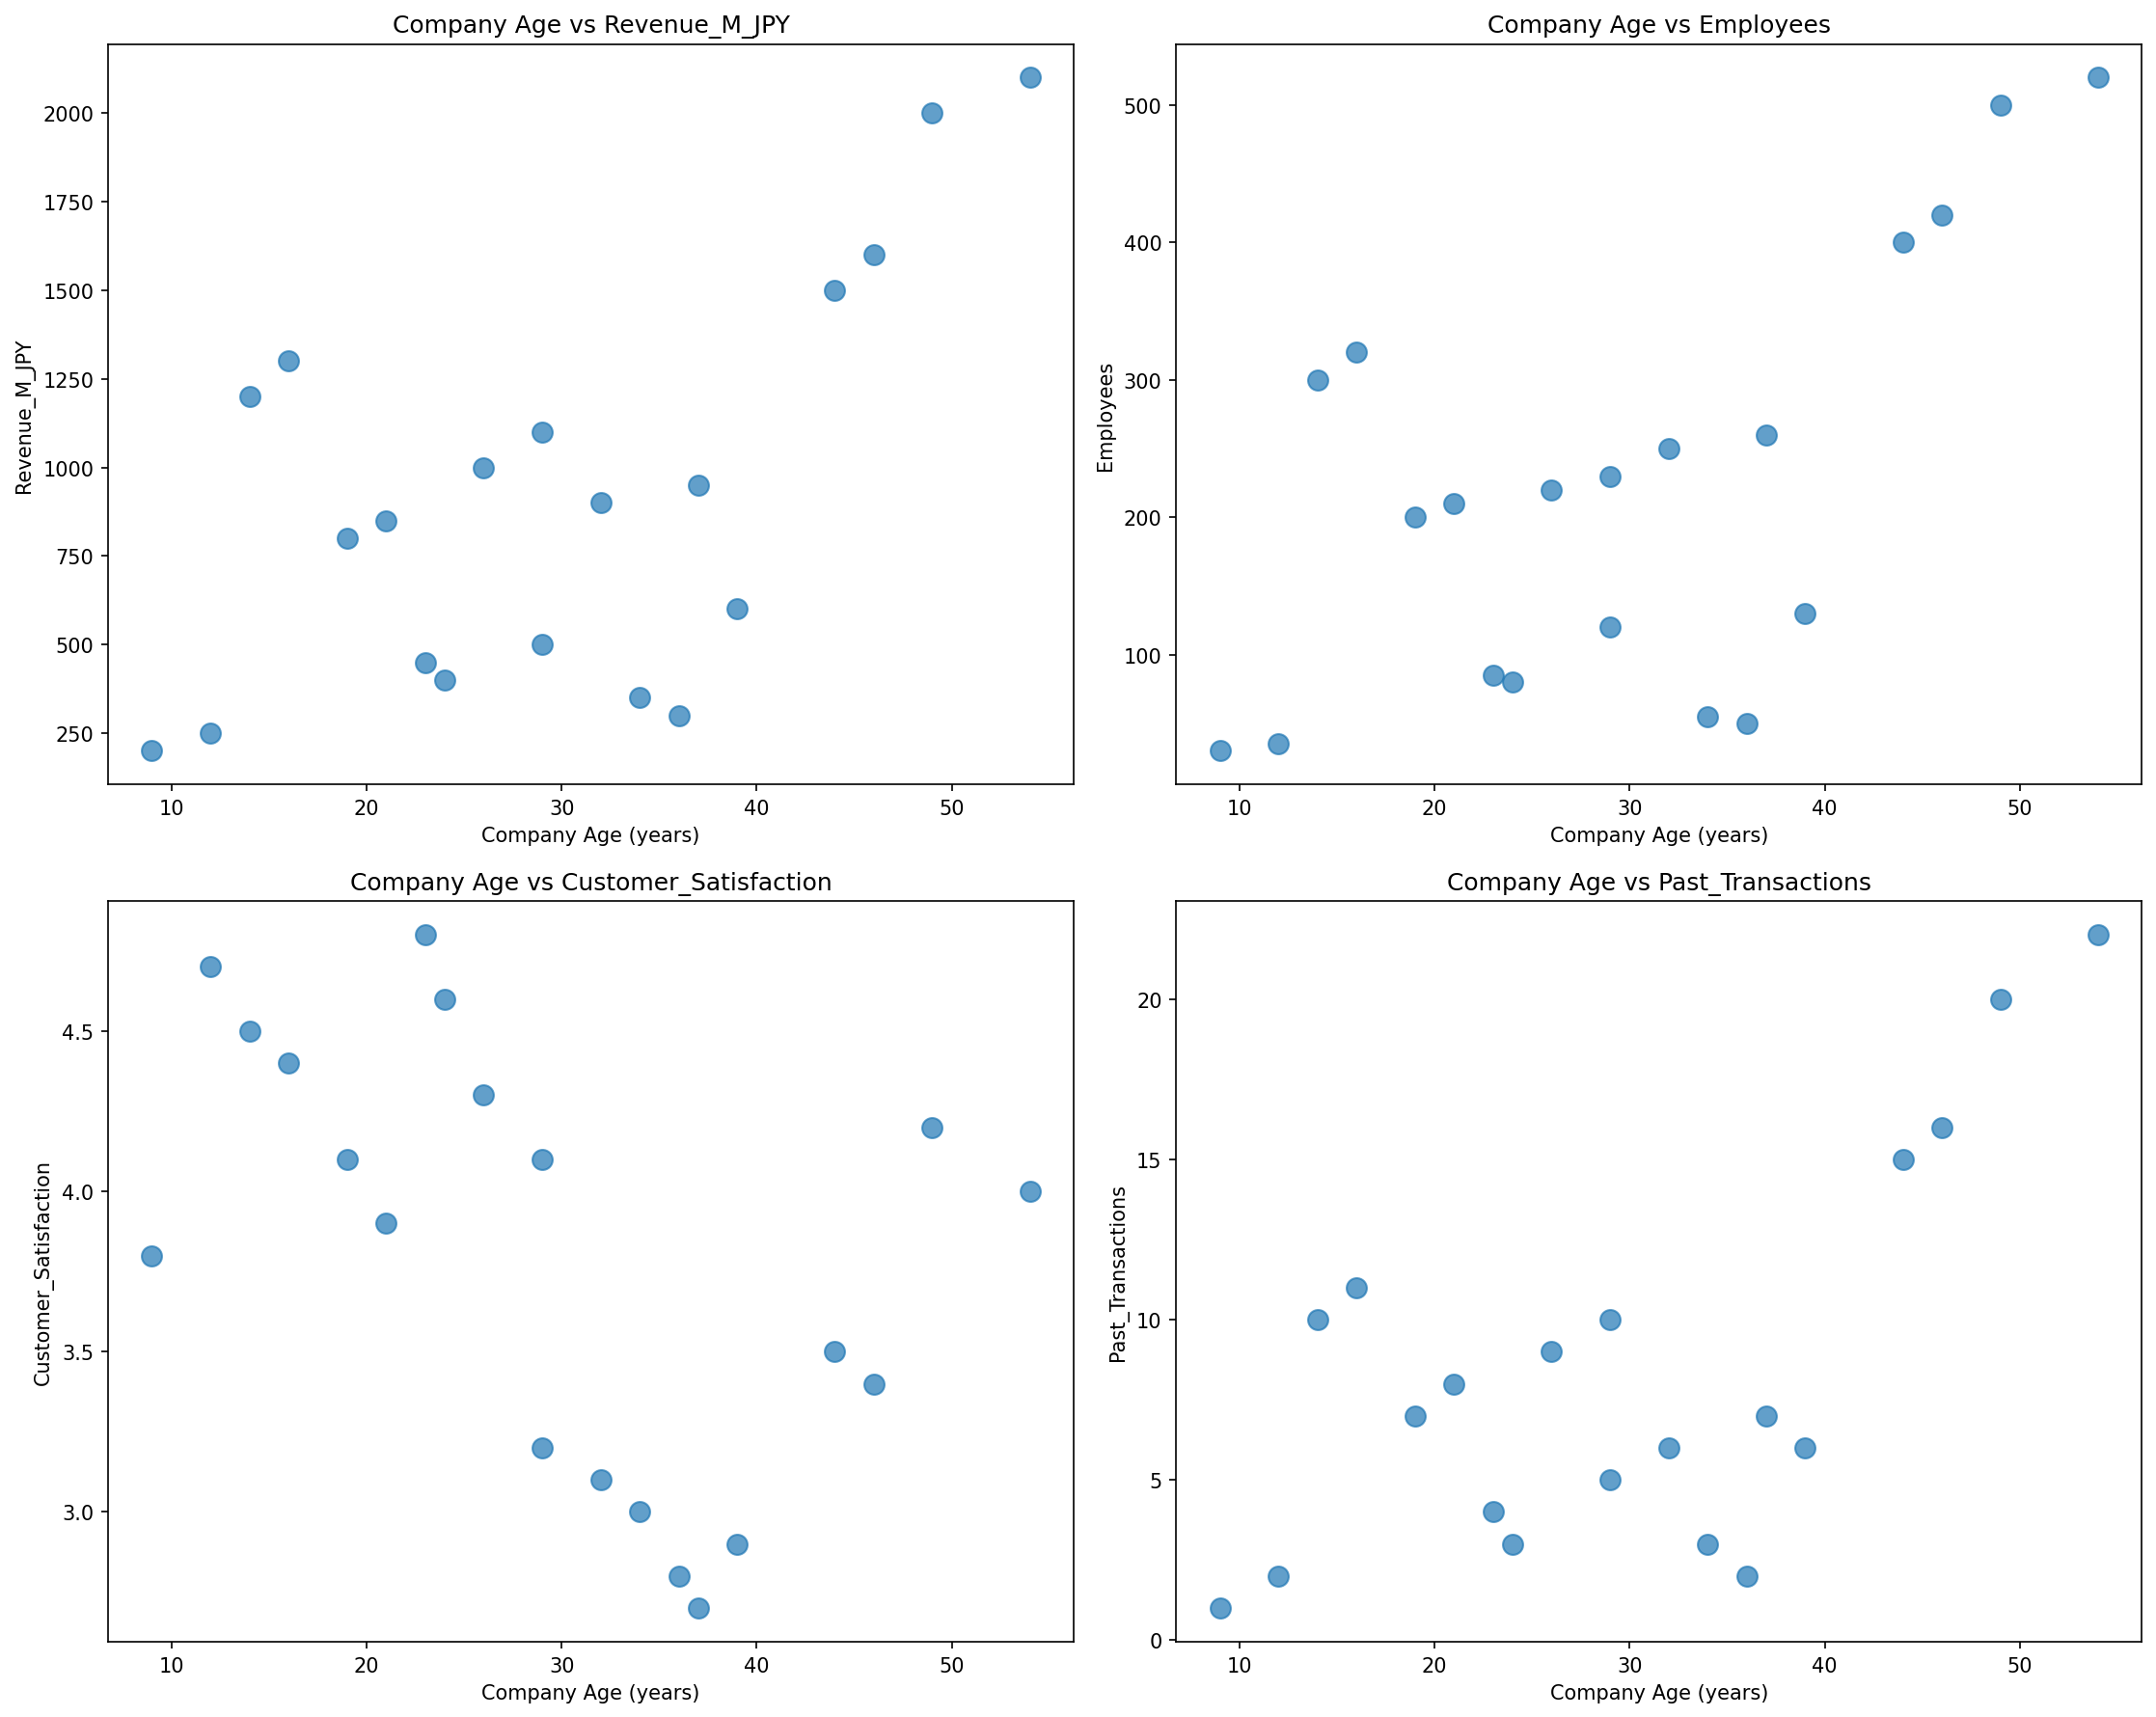 Company Age vs Revenue_M_JPY
Revenue_M_JPY
2000
1750
1500
1250
1000
750
500
250
10 20 30 40 50
Company Age (years)
Company Age vs Employees
Employees
500
400
300
200
100
10 20 30 40 50
Company Age (years)
Company Age vs Customer_Satisfaction
Customer_Satisfaction
4.5
4.0
3.5
3.0
10 20 30 40 50
Company Age (years)
Company Age vs Past_Transactions
Past_Transactions
20
15
10
5
0
10 20 30 40 50
Company Age (years)